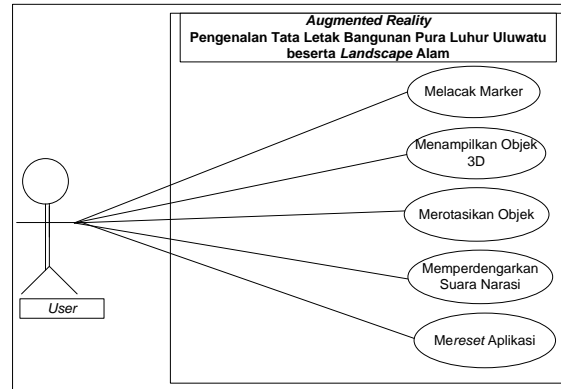 Augmented Reality
Pengenalan Tata Letak Bangunan Pura Luhur Uluwatu
beserta Landscape Alam
Melacak Marker
Menampilkan Objek
3D
Merotasikan Objek
Memperdengarkan
Suara Narasi
Mereset Aplikasi
User